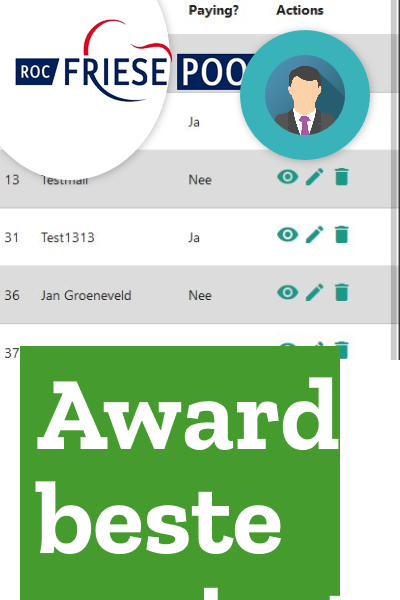 Paying? Actions
ROC FRIESE POO
Ja
13 Testmail Nee
31 Test1313 Ja
36 Jan Groeneveld Nee
37
Award
beste